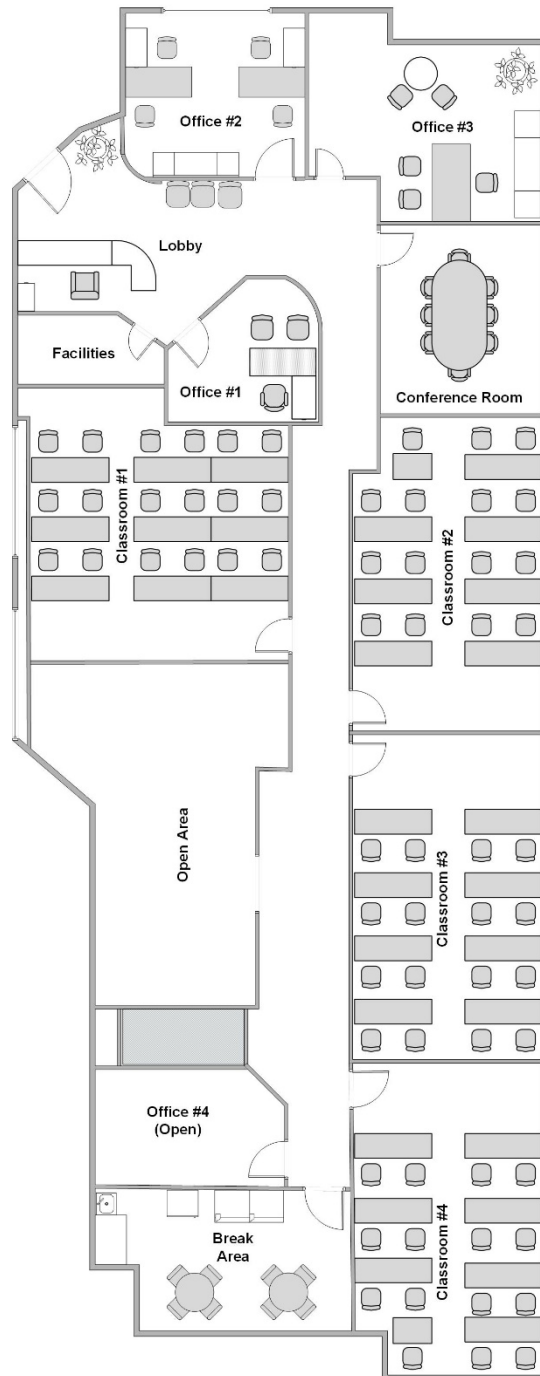 Office #2
Office #3
Lobby
Facilities
Office #1
Conference Room
Classroom #1
Classroom #2
Open Area
Classroom #3
Office #4
(Open)
Classroom #4
Break
Area